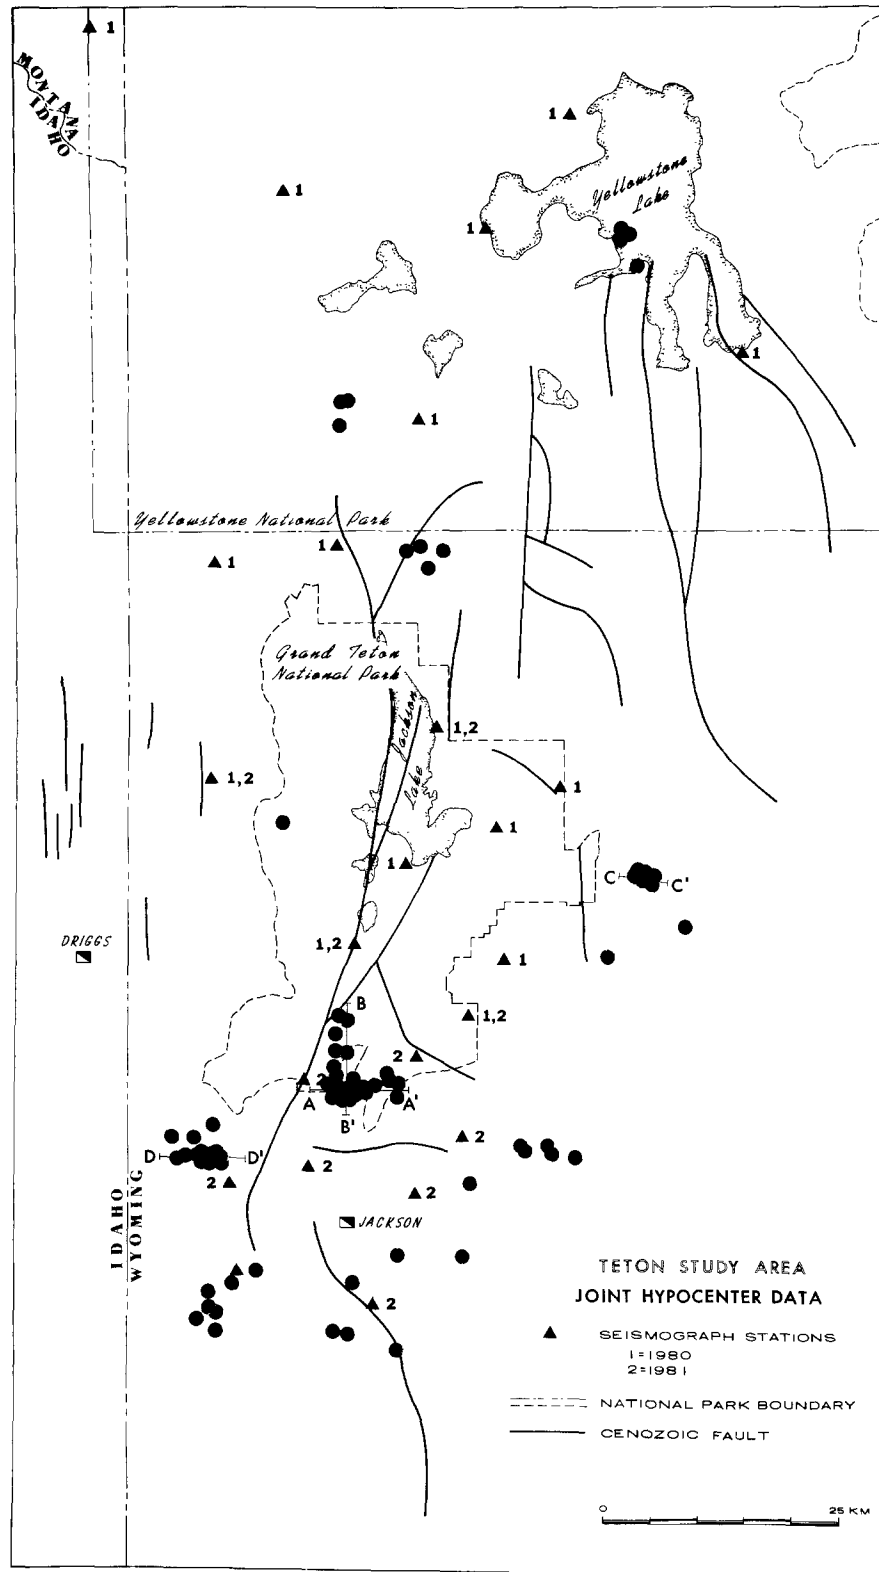 1
MONTANA
IDAHO
1
1
1
Yellowstone
Lake
1
1
Yellowstone National Park
1
1
Grand Teton
National Park
Jackson
Lake
1,2
1,2
1
1
1
C
C'
DRIGGS
1,2
1
B
1,2
2
2
A
A'
B'
2
D
D'
2
2
2
IDAHO
WYOMING
JACKSON
2
TETON STUDY AREA
JOINT HYPOCENTER DATA
SEISMOGRAPH STATIONS
1=1980
2=1981
NATIONAL PARK BOUNDARY
CENOZOIC FAULT
0 25 KM